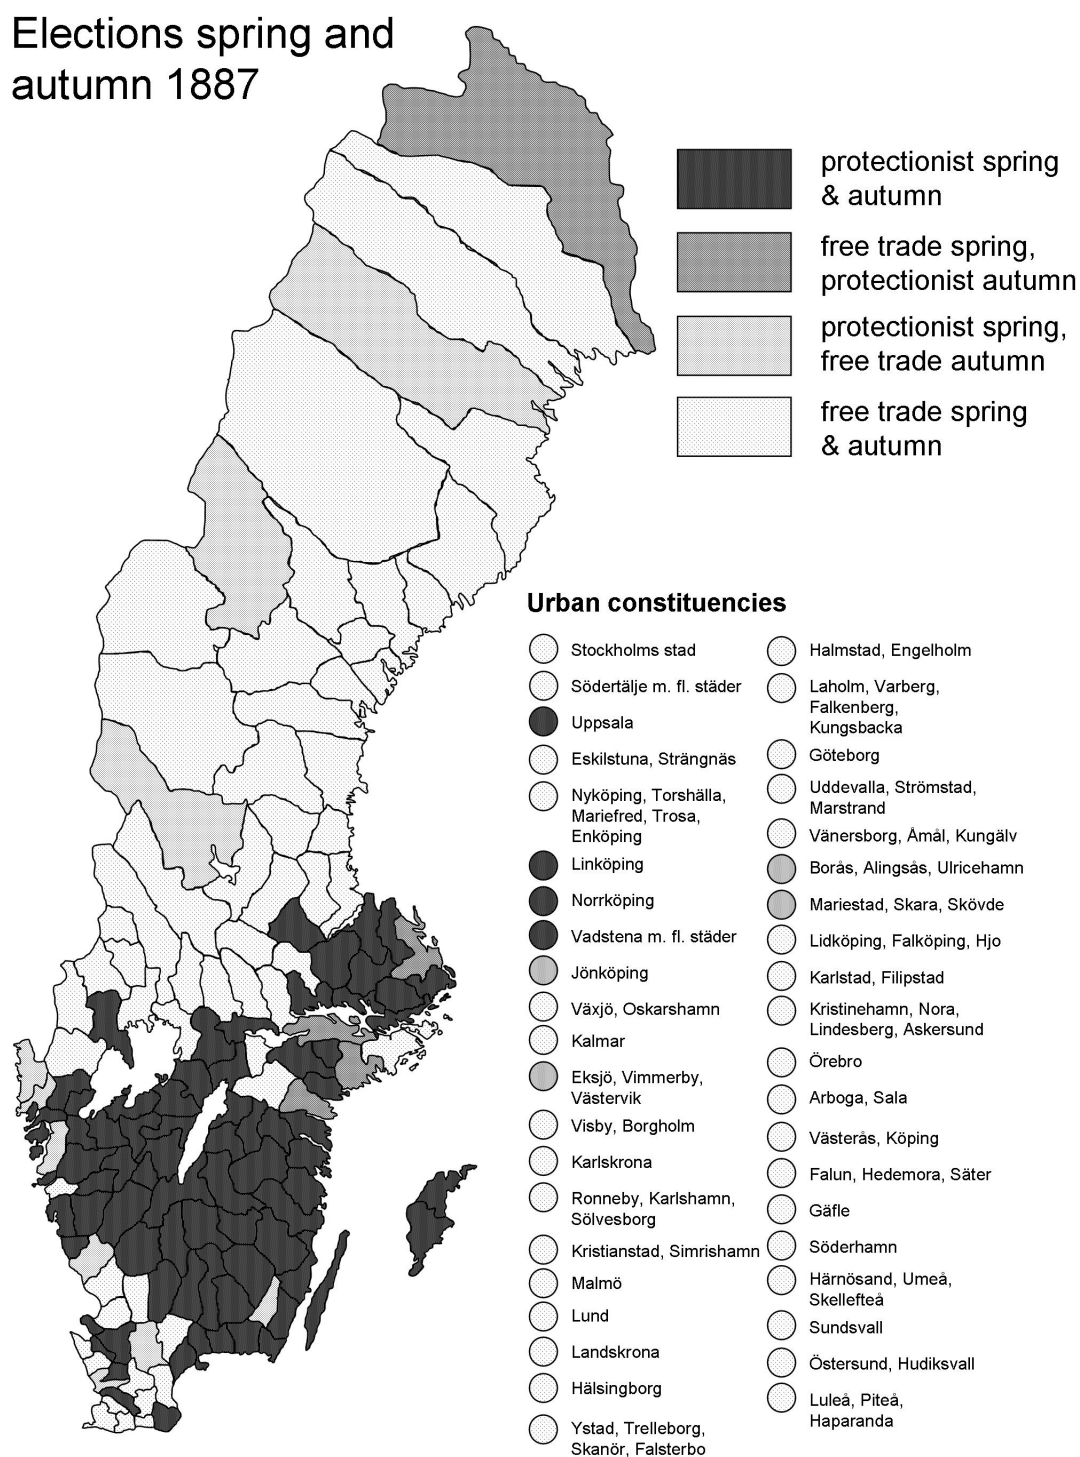 Elections spring and
autumn 1887
protectionist spring
& autumn
free trade spring,
protectionist autumn
protectionist spring,
free trade autumn
free trade spring
& autumn
Urban constituencies
Stockholms stad
Södertälje m. fl. städer
Uppsala
Eskilstuna, Strängnäs
Nyköping, Torshälla,
Mariefred, Trosa,
Enköping
Linköping
Norrköping
Vadstena m. fl. städer
Jönköping
Växjö, Oskarshamn
Kalmar
Eksjö, Vimmerby,
Västervik
Visby, Borgholm
Karlskrona
Ronneby, Karlshamn,
Sölvesborg
Kristianstad, Simrishamn
Malmö
Lund
Landskrona
Hälsingborg
Ystad, Trelleborg,
Skanör, Falsterbo
Halmstad, Engelholm
Laholm, Varberg,
Falkenberg,
Kungsbacka
Göteborg
Uddevalla, Strömstad,
Marstrand
Vänersborg, Åmål, Kungälv
Borås, Alingsås, Ulricehamn
Mariestad, Skara, Skövde
Lidköping, Falköping, Hjo
Karlstad, Filipstad
Kristinehamn, Nora,
Lindesberg, Askersund
Örebro
Arboga, Sala
Västerås, Köping
Falun, Hedemora, Säter
Gäfle
Söderhamn
Härnösand, Umeå,
Skellefteå
Sundsvall
Östersund, Hudiksvall
Luleå, Piteå,
Haparanda